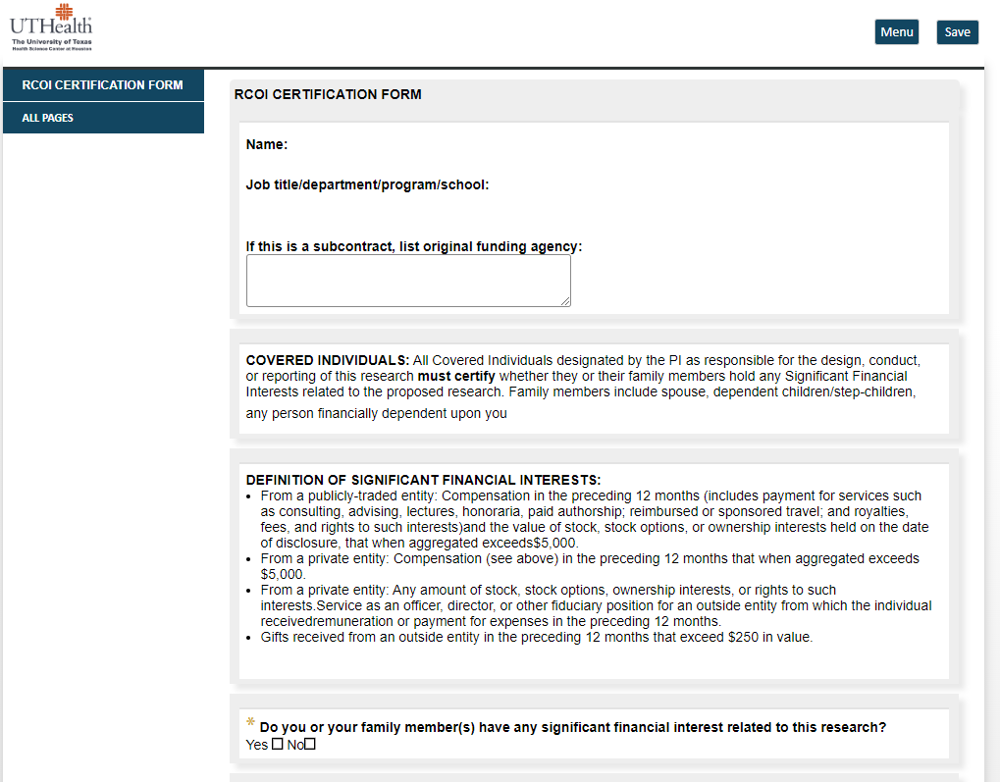 UTHealth
The University of Texas
Health Science Center at Houston
Menu
Save
RCOI CERTIFICATION FORM
ALL PAGES
RCOI CERTIFICATION FORM
Name:
Job title/department/program/school:
If this is a subcontract, list original funding agency:
COVERED INDIVIDUALS: All Covered Individuals designated by the PI as responsible for the design, conduct,
or reporting of this research must certify whether they or their family members hold any Significant Financial
Interests related to the proposed research. Family members include spouse, dependent children/step-children,
any person financially dependent upon you
DEFINITION OF SIGNIFICANT FINANCIAL INTERESTS:
• From a publicly-traded entity: Compensation in the preceding 12 months (includes payment for services such
as consulting, advising, lectures, honoraria, paid authorship; reimbursed or sponsored travel; and royalties,
fees, and rights to such interests)and the value of stock, stock options, or ownership interests held on the date
of disclosure, that when aggregated exceeds$5,000.
• From a private entity: Compensation (see above) in the preceding 12 months that when aggregated exceeds
$5,000.
• From a private entity: Any amount of stock, stock options, ownership interests, or rights to such
interests.Service as an officer, director, or other fiduciary position for an outside entity from which the individual
receivedremuneration or payment for expenses in the preceding 12 months.
• Gifts received from an outside entity in the preceding 12 months that exceed $250 in value.
* Do you or your family member(s) have any significant financial interest related to this research?
Yes ☐ No☐